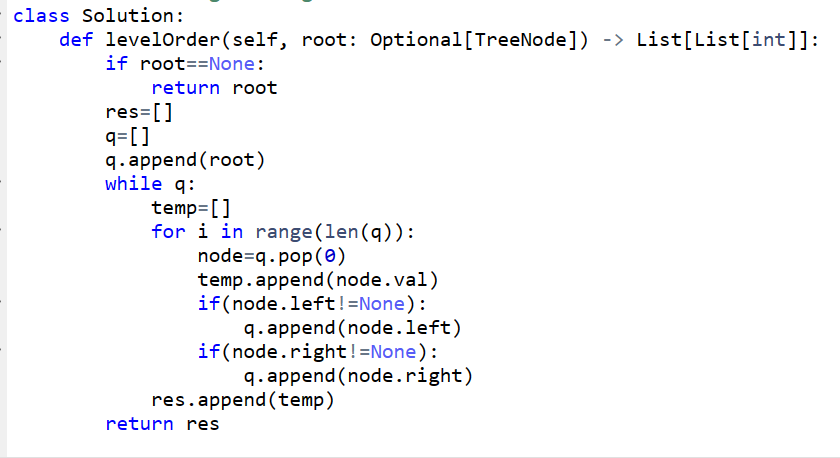 class Solution:
    def levelOrder(self, root: Optional[TreeNode]) -> List[List[int]]:
        if root==None:
            return root
        res=[]
        q=[]
        q.append(root)
        while q:
            temp=[]
            for i in range(len(q)):
                node=q.pop(0)
                temp.append(node.val)
                if(node.left!=None):
                    q.append(node.left)
                if(node.right!=None):
                    q.append(node.right)
            res.append(temp)
        return res